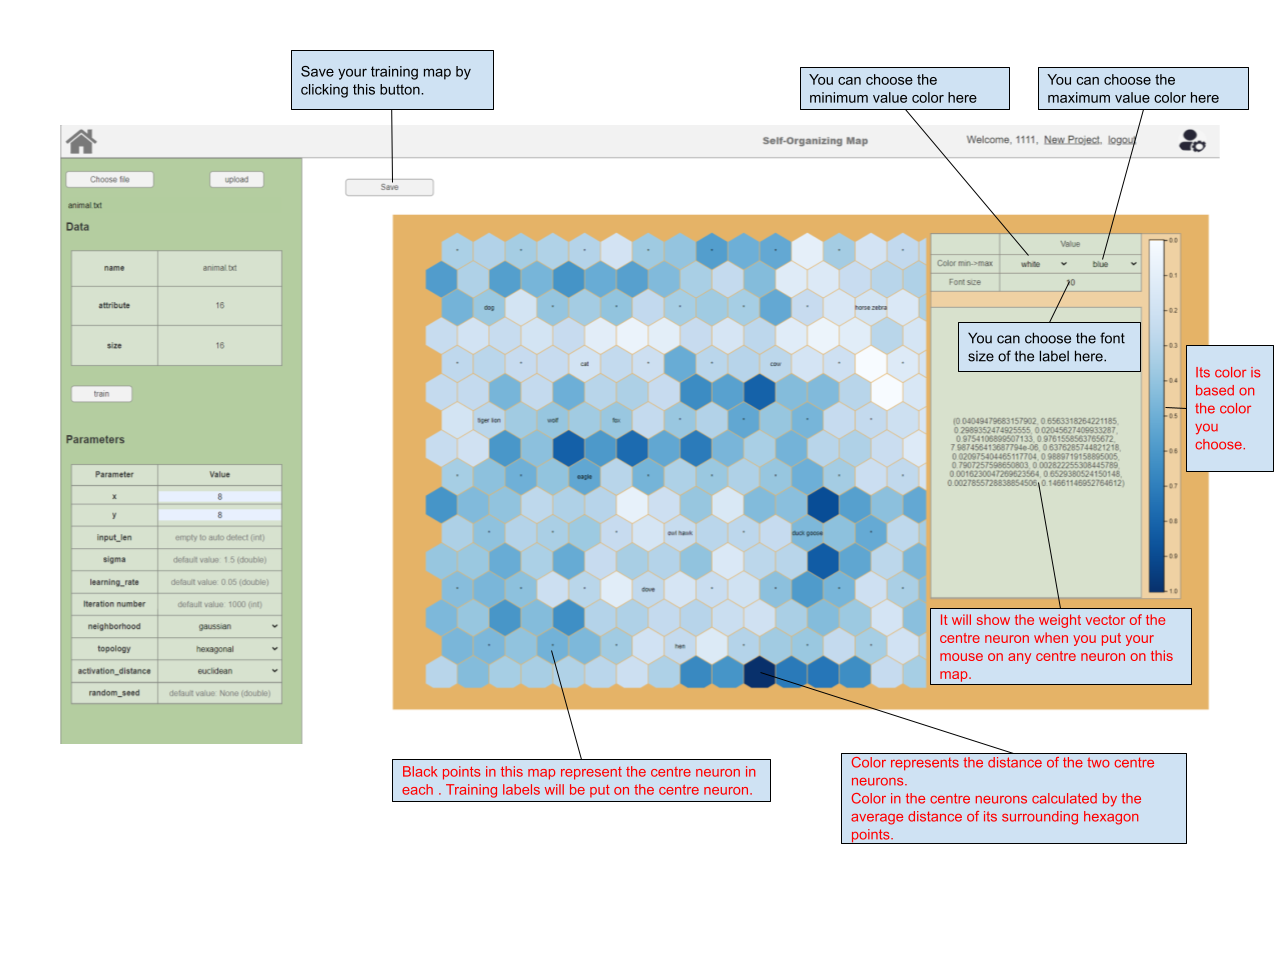 Save your training map by
clicking this button.
You can choose the
minimum value color here
You can choose the
maximum value color here
Self-Organizing Map
Welcome, 1111, New Project, logout
Choose file
upload
Save
animal.txt
Data
name animal.txt
attribute 16
size 16
train
Parameters
Parameter Value
x 8
y 8
input_len empty to auto detect (int)
sigma default value: 1.5 (double)
learning_rate default value: 0.05 (double)
Iteration number default value: 1000 (int)
neighborhood gaussian
topology hexagonal
activation_distance euclidean
random_seed default value: None (double)
dog
horse zebra
cat
cow
tiger lion
wolf
fox
eagle
owl hawk
duck goose
dove
hen
Value
Color min->max white blue
Font size 10
You can choose the font
size of the label here.
(0.04049479683157902, 0.6563318264221185,
0.2989352474925555, 0.02045627409933287,
0.9754106899507133, 0.9761558563765672,
7.987456413687794e-06, 0.6376285744821218,
0.020975404465117704, 0.9889719158895005,
0.7907257598650803, 0.002822255308445789,
0.0016230047269623564, 0.6529380524150148,
0.0027855728838854506, 0.14661146952764612)
0.0
0.1
0.2
0.3
0.4
0.5
0.6
0.7
0.8
0.9
1.0
Its color is
based on
the color
you
choose.
It will show the weight vector of the
centre neuron when you put your
mouse on any centre neuron on this
map.
Black points in this map represent the centre neuron in
each . Training labels will be put on the centre neuron.
Color represents the distance of the two centre
neurons.
Color in the centre neurons calculated by the
average distance of its surrounding hexagon
points.